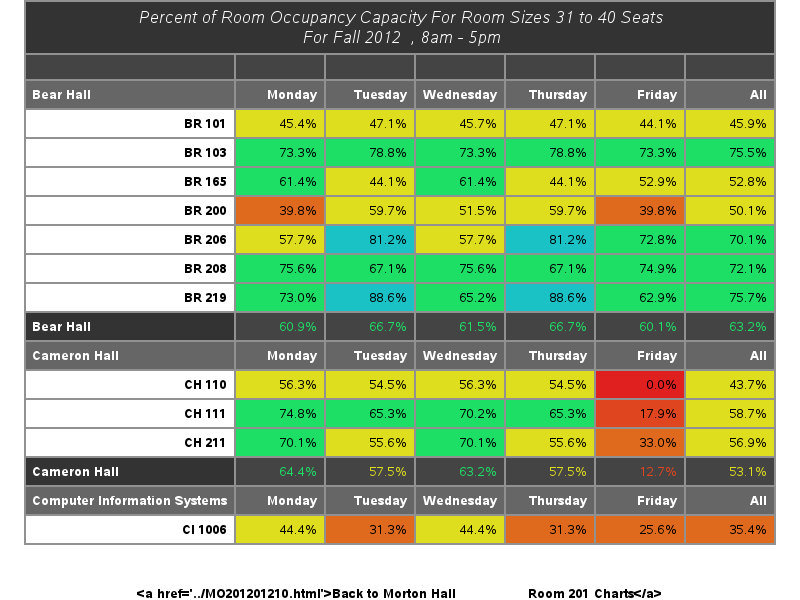 Percent of Room Occupancy Capacity For Room Sizes 31 to 40 Seats
For Fall 2012 , 8am - 5pm
Bear Hall Monday Tuesday Wednesday Thursday Friday All
BR 101 45.4% 47.1% 45.7% 47.1% 44.1% 45.9%
BR 103 73.3% 78.8% 73.3% 78.8% 73.3% 75.5%
BR 165 61.4% 44.1% 61.4% 44.1% 52.9% 52.8%
BR 200 39.8% 59.7% 51.5% 59.7% 39.8% 50.1%
BR 206 57.7% 81.2% 57.7% 81.2% 72.8% 70.1%
BR 208 75.6% 67.1% 75.6% 67.1% 74.9% 72.1%
BR 219 73.0% 88.6% 65.2% 88.6% 62.9% 75.7%
Bear Hall 60.9% 66.7% 61.5% 66.7% 60.1% 63.2%
Cameron Hall Monday Tuesday Wednesday Thursday Friday All
CH 110 56.3% 54.5% 56.3% 54.5% 0.0% 43.7%
CH 111 74.8% 65.3% 70.2% 65.3% 17.9% 58.7%
CH 211 70.1% 55.6% 70.1% 55.6% 33.0% 56.9%
Cameron Hall 64.4% 57.5% 63.2% 57.5% 12.7% 53.1%
Computer Information Systems Monday Tuesday Wednesday Thursday Friday All
CI 1006 44.4% 31.3% 44.4% 31.3% 25.6% 35.4%
<a href='../MO201201210.html'>Back to Morton Hall Room 201 Charts</a>